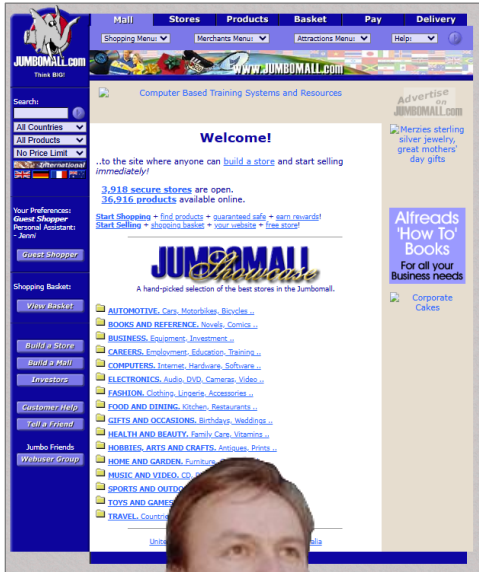 Mall Stores Products Basket Pay Delivery
Shopping Menu: Merchants Menu: Attractions Menu: Help:
JUMBOMALL.COM
Think BIG!
WWW.JUMBOMALL.COM
Search:
All Countries
All Products
No Price Limit
International
Your Preferences:
Guest Shopper
Personal Assistant:
- Jenni
Guest Shopper
Shopping Basket:
View Basket
Build a Store
Build a Mall
Investors
Customer Help
Tell a Friend
Jumbo Friends
Webuser Group
Computer Based Training Systems and Resources
Welcome!
..to the site where anyone can build a store and start selling
immediately!
3,918 secure stores are open.
36,916 products available online.
Start Shopping + find products + guaranteed safe + earn rewards!
Start Selling + shopping basket + your website + free store!
JUMBOMALL
Showcase
A hand-picked selection of the best stores in the Jumbomall.
AUTOMOTIVE. Cars, Motorbikes, Bicycles ..
BOOKS AND REFERENCE. Novels, Comics ..
BUSINESS. Equipment, Investment ..
CAREERS. Employment, Education, Training ..
COMPUTERS. Internet, Hardware, Software ..
ELECTRONICS. Audio, DVD, Cameras, Video ..
FASHION. Clothing, Lingerie, Accessories ..
FOOD AND DINING. Kitchen, Restaurants ..
GIFTS AND OCCASIONS. Birthdays, Weddings ..
HEALTH AND BEAUTY. Family Care, Vitamins ..
HOBBIES, ARTS AND CRAFTS. Antiques, Prints ..
HOME AND GARDEN.
MUSIC AND VIDEO.
SPORTS AND
TOYS AND GAMES
TRAVEL.
Advertise
on
JUMBOMALL.COM
Merzies sterling
silver jewelry,
great mothers'
day gifts
Alfreads
'How To'
Books
For all your
Business needs
Corporate
Cakes